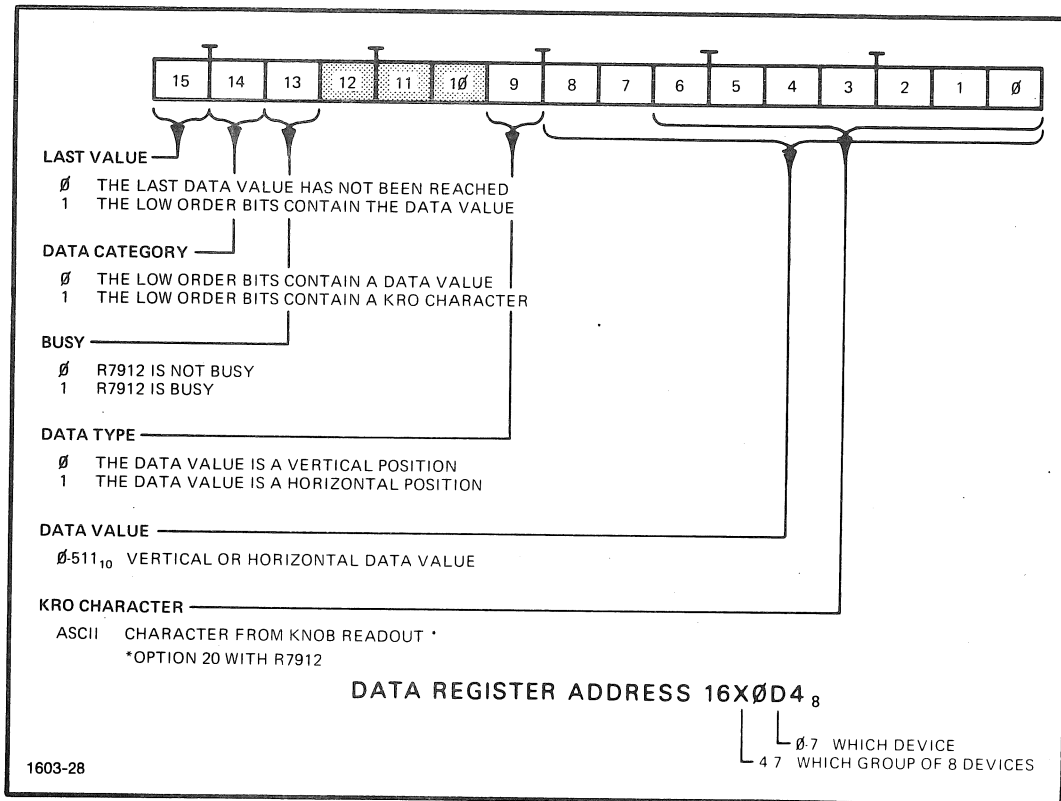 15 14 13 12 11 1Ø 9 8 7 6 5 4 3 2 1 Ø
LAST VALUE
Ø THE LAST DATA VALUE HAS NOT BEEN REACHED
1 THE LOW ORDER BITS CONTAIN THE DATA VALUE
DATA CATEGORY
Ø THE LOW ORDER BITS CONTAIN A DATA VALUE
1 THE LOW ORDER BITS CONTAIN A KRO CHARACTER
BUSY
Ø R7912 IS NOT BUSY
1 R7912 IS BUSY
DATA TYPE
Ø THE DATA VALUE IS A VERTICAL POSITION
1 THE DATA VALUE IS A HORIZONTAL POSITION
DATA VALUE
Ø-511₁₀ VERTICAL OR HORIZONTAL DATA VALUE
KRO CHARACTER
ASCII CHARACTER FROM KNOB READOUT *
*OPTION 20 WITH R7912
DATA REGISTER ADDRESS 16XØD4₈
Ø-7 WHICH DEVICE
4 7 WHICH GROUP OF 8 DEVICES
1603-28